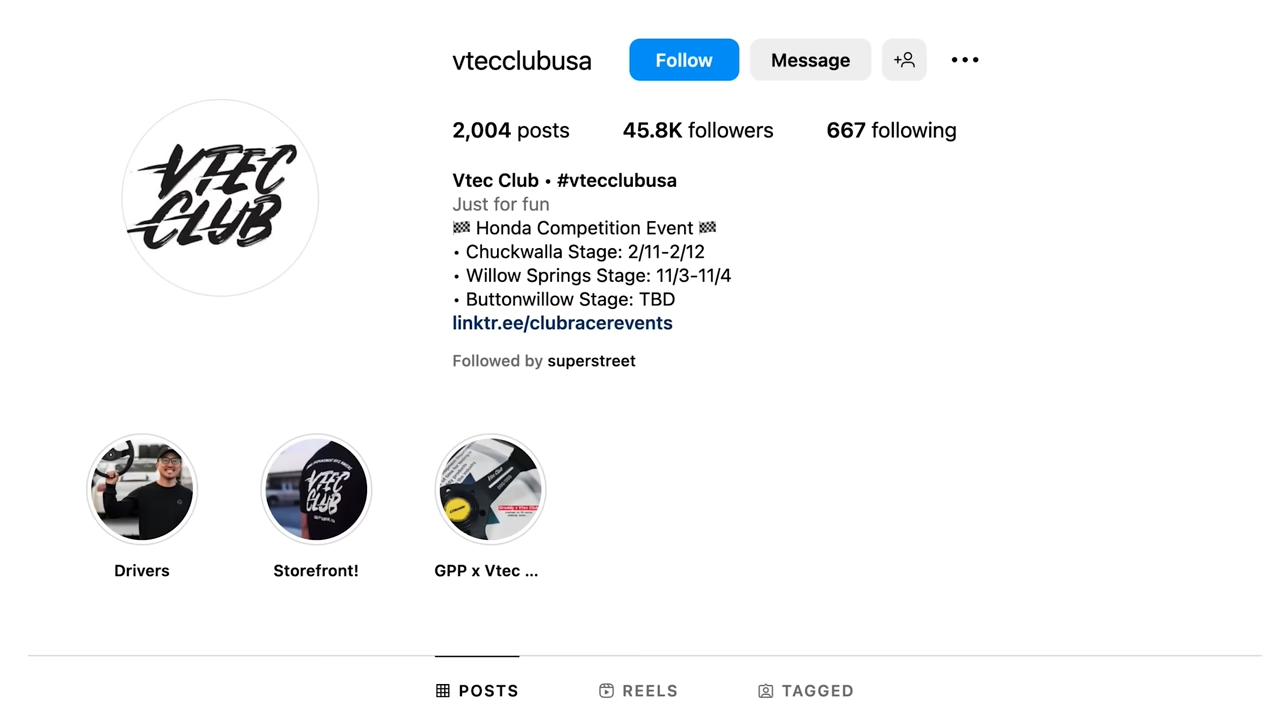 vtecclubusa Follow Message
VTEC
CLUB
2,004 posts 45.8K followers 667 following
Vtec Club • #vtecclubusa
Just for fun
🏁 Honda Competition Event 🏁
• Chuckwalla Stage: 2/11-2/12
• Willow Springs Stage: 11/3-11/4
• Buttonwillow Stage: TBD
linktr.ee/clubracerevents
Followed by superstreet
VTEC
CLUB
Drivers Storefront! GPP x Vtec ...
POSTS REELS TAGGED